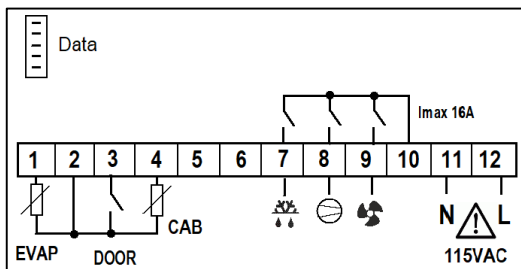 Data
Imax 16A
1 2 3 4 5 6 7 8 9 10 11 12
EVAP
DOOR
CAB
N
L
115VAC